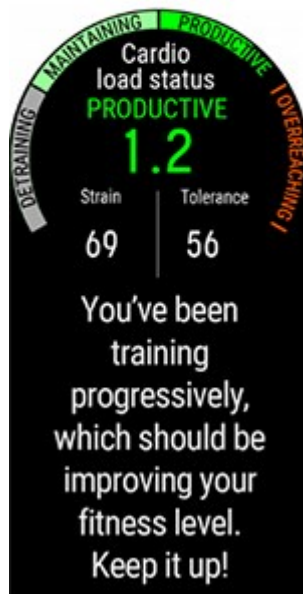 DETRAINING
MAINTAINING
PRODUCTIVE
OVERREACHING
Cardio
load status
PRODUCTIVE
1.2
Strain
Tolerance
69
56
You've been
training
progressively,
which should be
improving your
fitness level.
Keep it up!